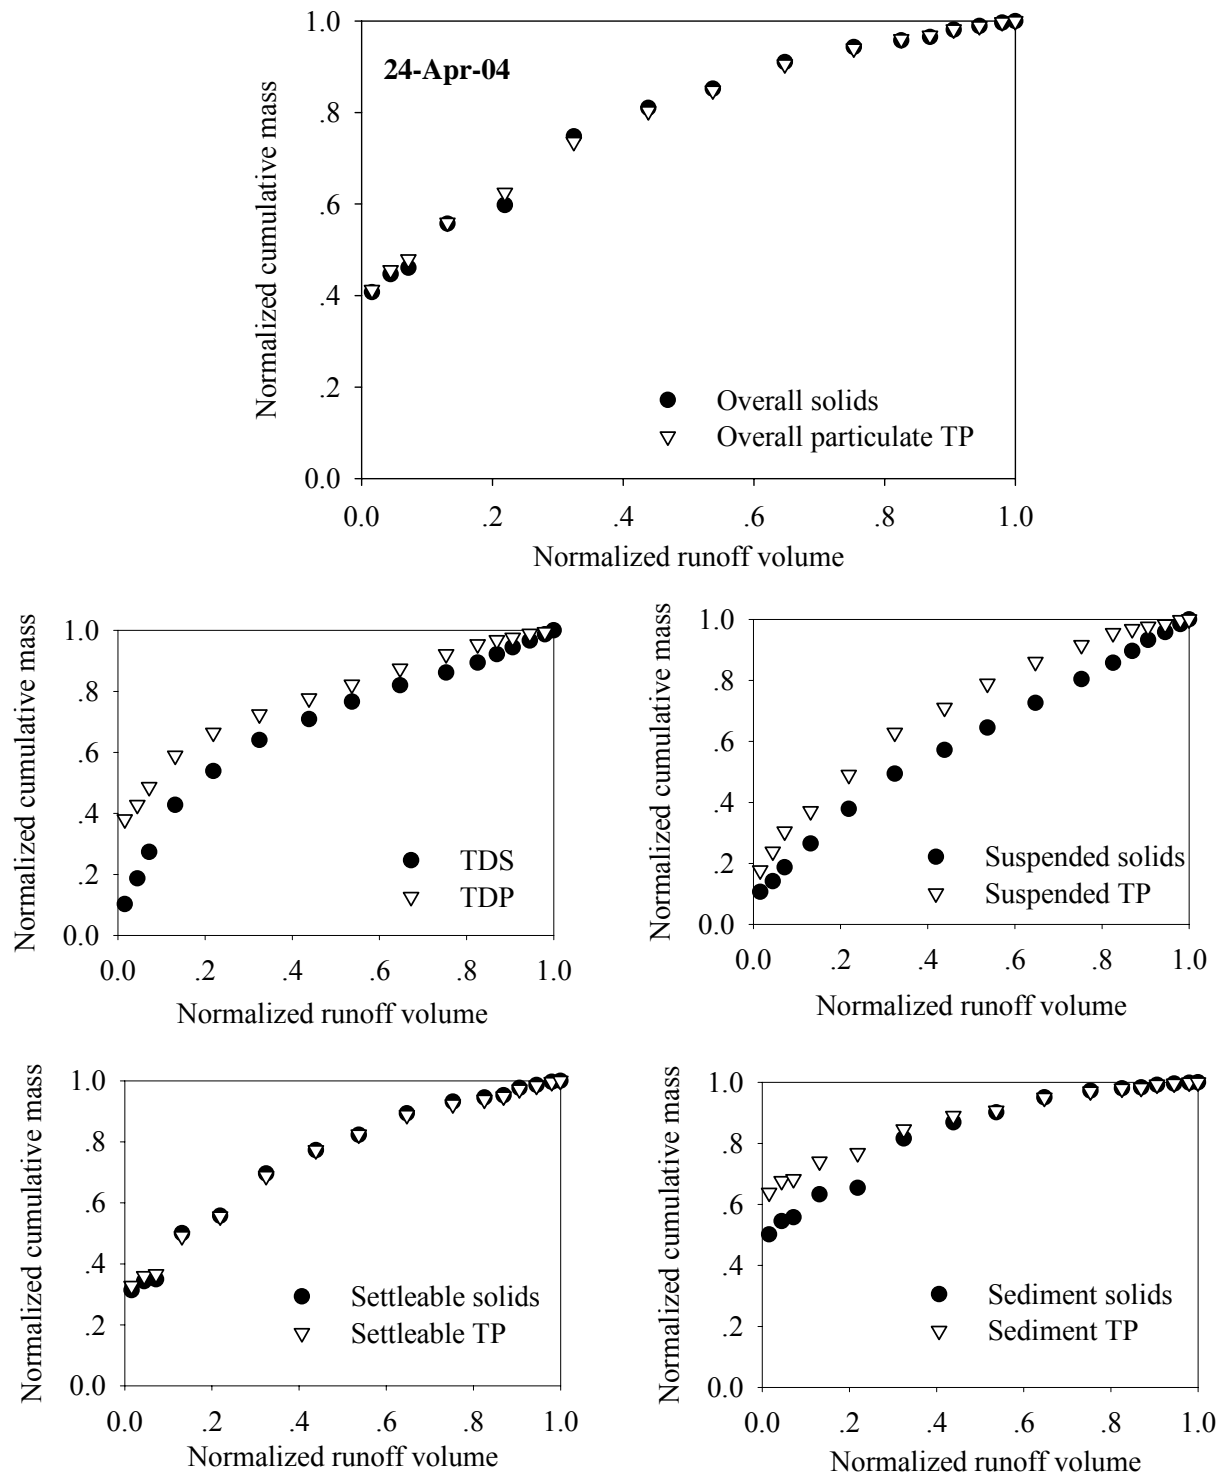 24-Apr-04
Normalized cumulative mass
1.0
.8
.6
.4
.2
0.0
Overall solids
Overall particulate TP
0.0 .2 .4 .6 .8 1.0
Normalized runoff volume
Normalized cumulative mass
1.0
.8
.6
.4
.2
0.0
TDS
TDP
0.0 .2 .4 .6 .8 1.0
Normalized runoff volume
Normalized cumulative mass
1.0
.8
.6
.4
.2
0.0
Suspended solids
Suspended TP
0.0 .2 .4 .6 .8 1.0
Normalized runoff volume
Normalized cumulative mass
1.0
.8
.6
.4
.2
0.0
Settleable solids
Settleable TP
0.0 .2 .4 .6 .8 1.0
Normalized runoff volume
Normalized cumulative mass
1.0
.8
.6
.4
.2
0.0
Sediment solids
Sediment TP
0.0 .2 .4 .6 .8 1.0
Normalized runoff volume